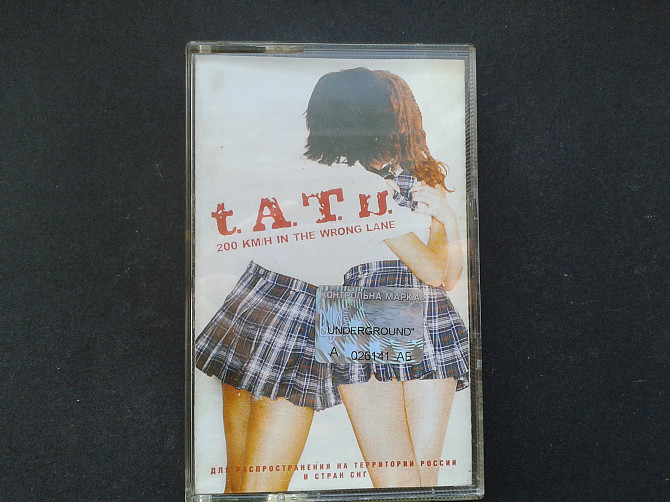 t.A.T.u.
200 KM/H IN THE WRONG LANE
КОНТРОЛЬНА МАРКА
UNDERGROUND"
А 026141 АБ
ДЛЯ РАСПРОСТРАНЕНИЯ НА ТЕРРИТОРИИ РОССИИ
И СТРАН СНГ